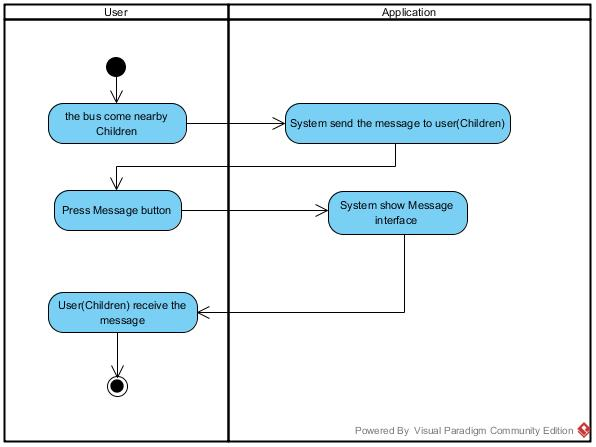 User
Application
the bus come nearby
Children
System send the message to user(Children)
Press Message button
System show Message
interface
User(Children) receive the
message
Powered By Visual Paradigm Community Edition